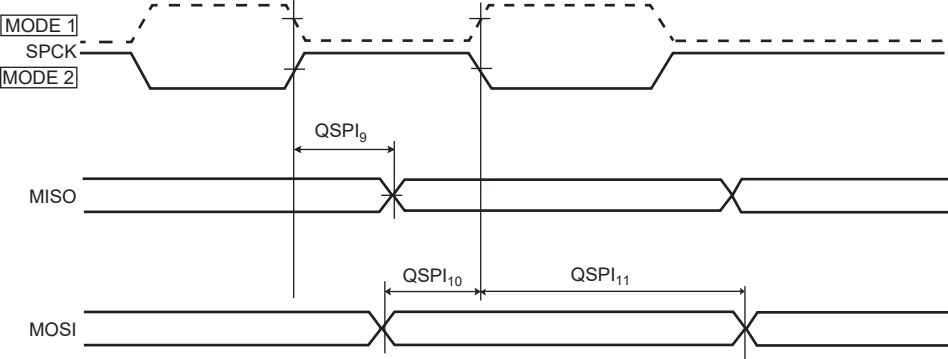 MODE 1
SPCK
MODE 2
QSPI9
MISO
QSPI10
QSPI11
MOSI